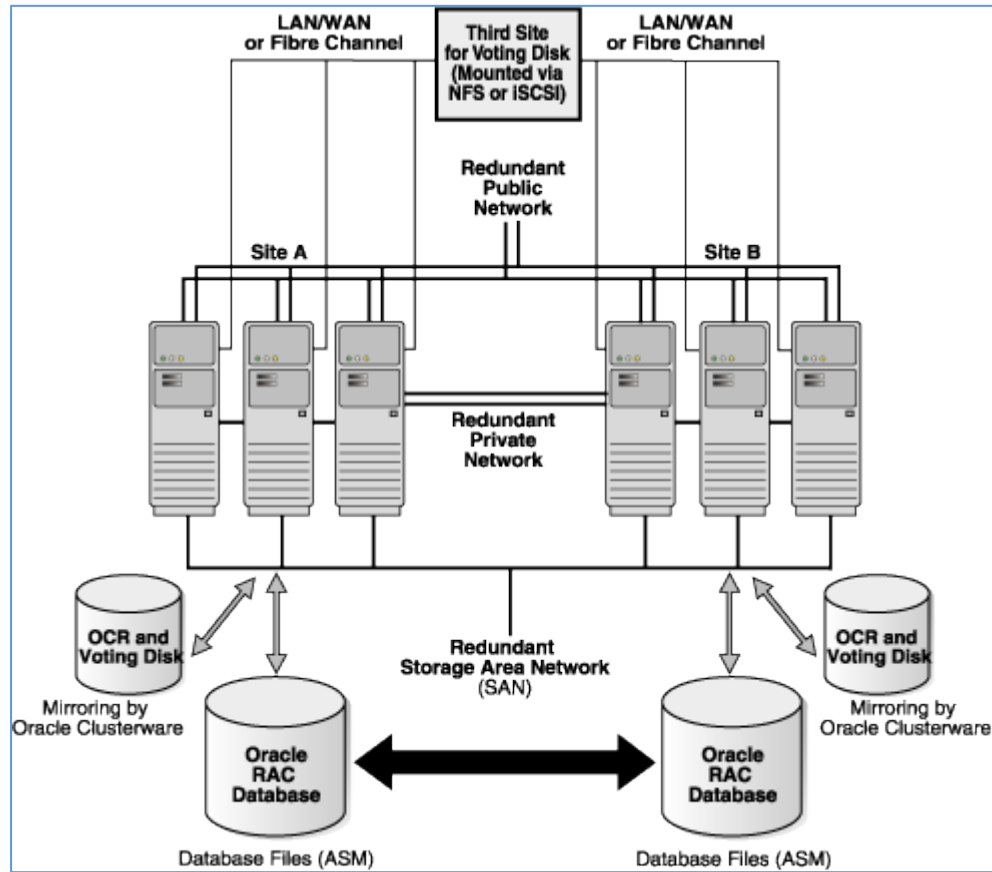 LAN/WAN
or Fibre Channel
Third Site
for Voting Disk
(Mounted via
NFS or iSCSI)
LAN/WAN
or Fibre Channel
Redundant
Public
Network
Site A
Site B
Redundant
Private
Network
OCR and
Voting Disk
Mirroring by
Oracle Clusterware
Redundant
Storage Area Network
(SAN)
OCR and
Voting Disk
Mirroring by
Oracle Clusterware
Oracle
RAC
Database
Database Files (ASM)
Oracle
RAC
Database
Database Files (ASM)